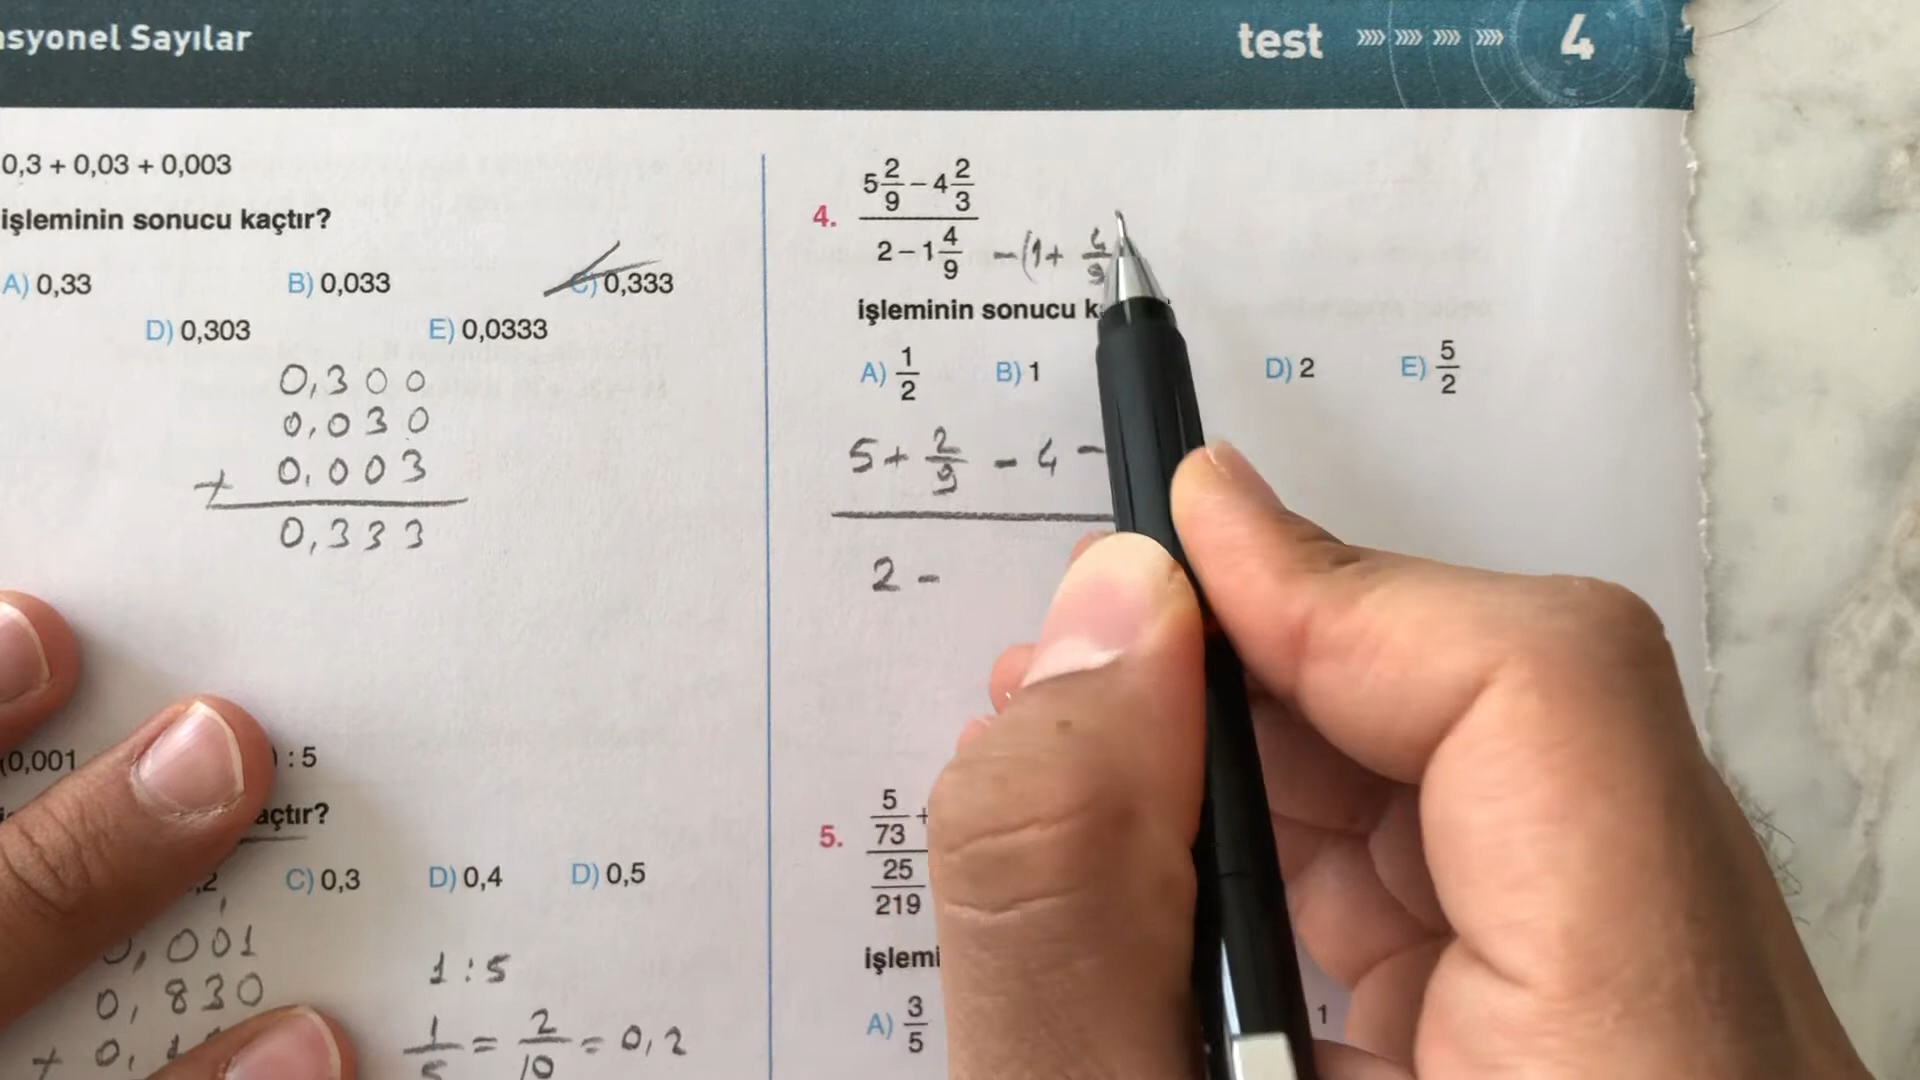 syonel Sayılar
test »» »» »» »» 4
0,3 + 0,03 + 0,003
işleminin sonucu kaçtır?
A) 0,33 B) 0,033 C) 0,333
D) 0,303 E) 0,0333
0,300
0,030
0,003
+
0,333
(0,001 ) : 5
açtır?
,2 C) 0,3 D) 0,4 D) 0,5
0,001
0,830
+ 0,1
1 : 5
1/5 = 2/10 = 0,2
4. (5 2/9 − 4 2/3) / (2 − 1 4/9) −(1+ 4/9
işleminin sonucu k
A) 1/2 B) 1 D) 2 E) 5/2
5 + 2/9 - 4 -
2 -
5. 5/73 +
25/219
işlemi
A) 3/5 1